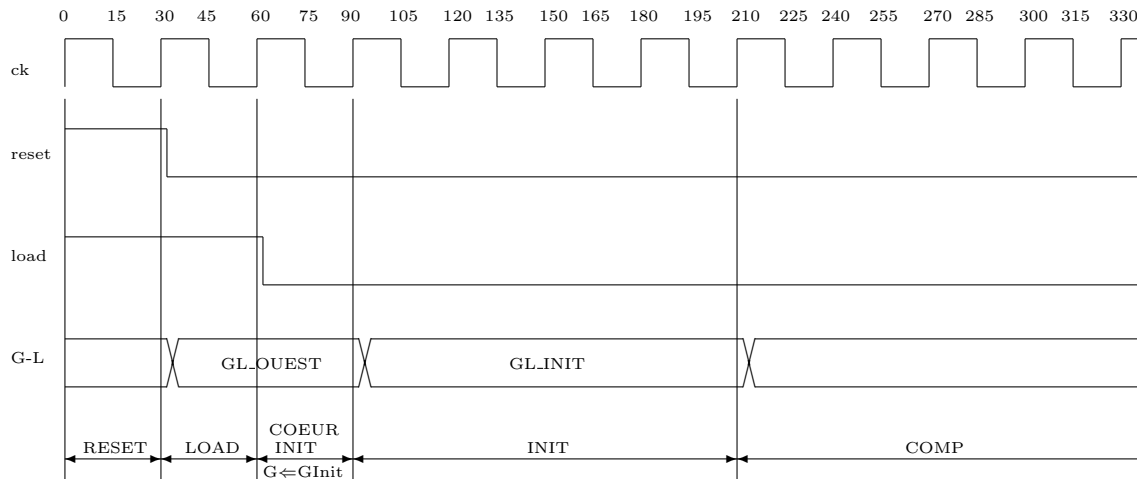 0 15 30 45 60 75 90 105 120 135 150 165 180 195 210 225 240 255 270 285 300 315 330
ck
reset
load
G-L GL_OUEST GL_INIT
COEUR
RESET LOAD INIT INIT COMP
G⇐GInit